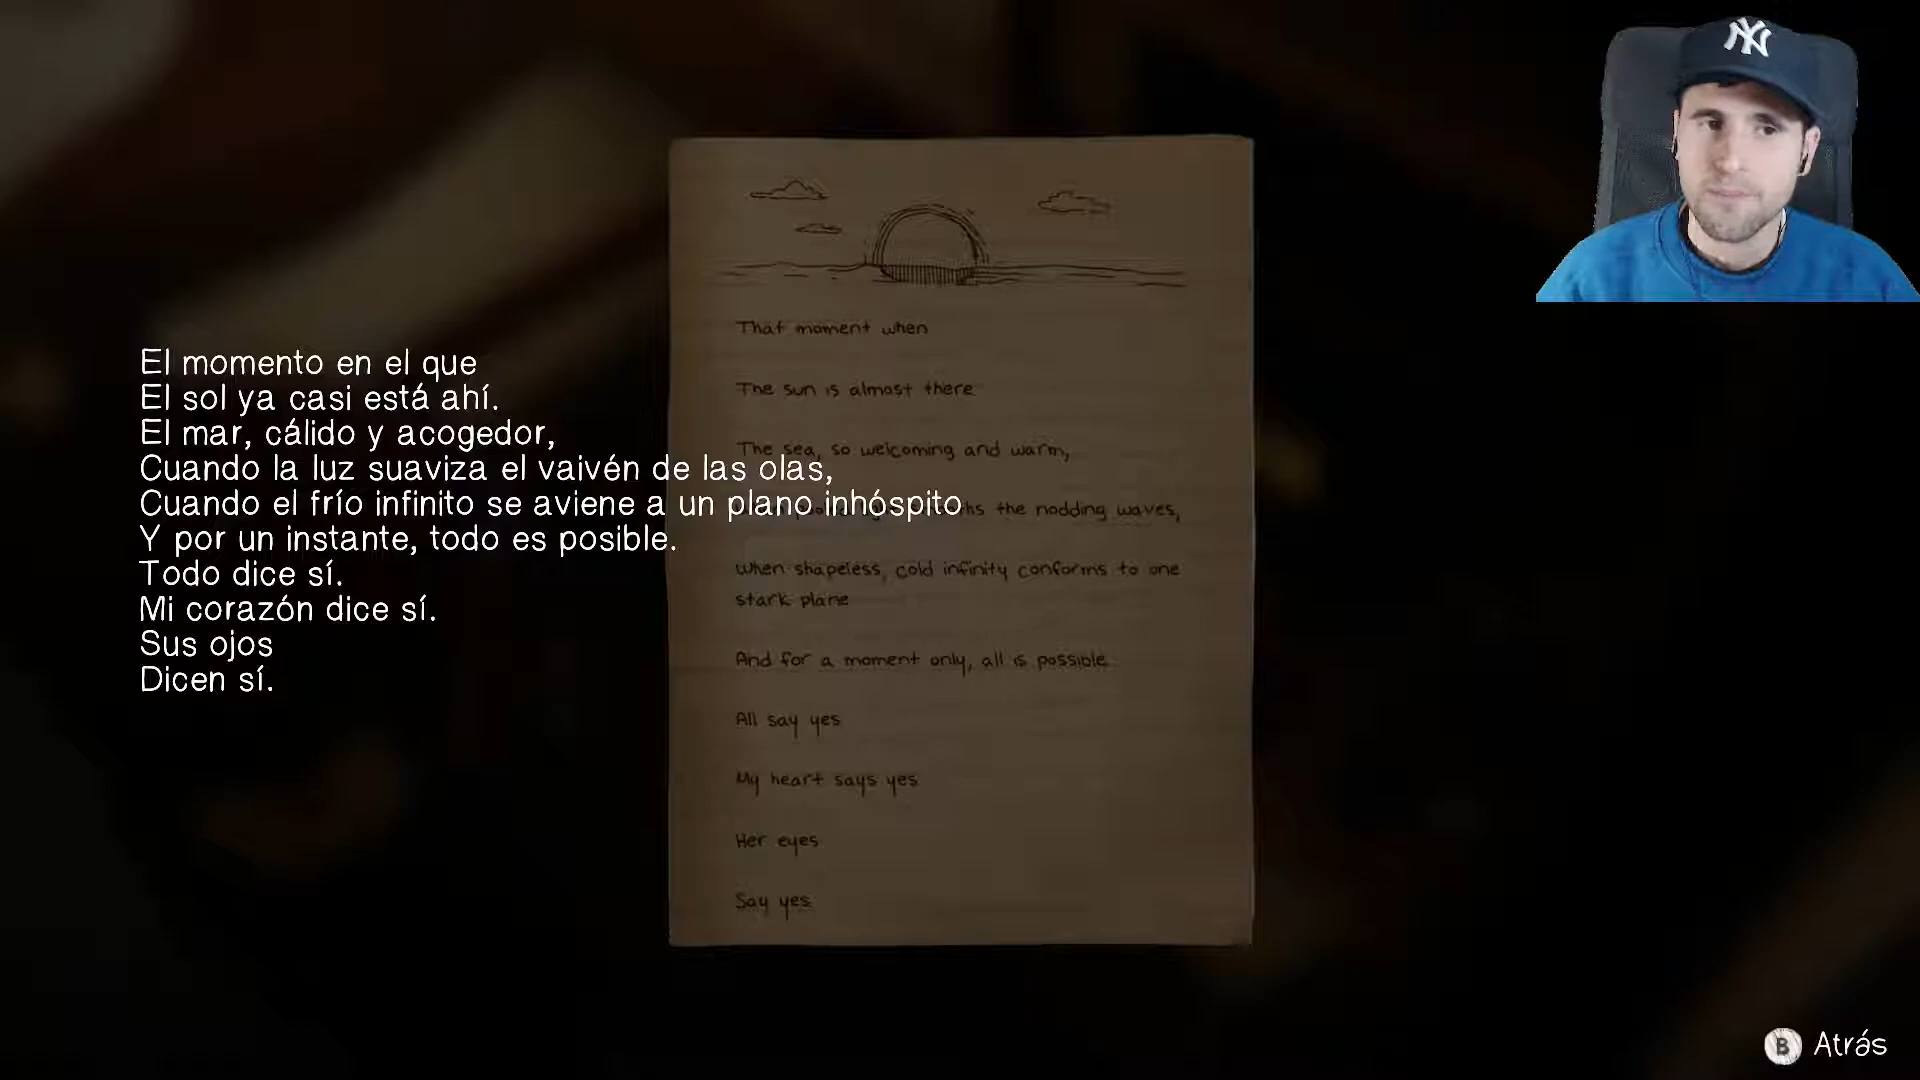 NY
El momento en el que
El sol ya casi está ahí.
El mar, cálido y acogedor,
Cuando la luz suaviza el vaivén de las olas,
Cuando el frío infinito se aviene a un plano inhóspito
Y por un instante, todo es posible.
Todo dice sí.
Mi corazón dice sí.
Sus ojos
Dicen sí.
That moment when
The sun is almost there
The sea, so welcoming and warm,
the nodding waves,
when shapeless, cold infinity conforms to one
stark plane
And for a moment only, all is possible.
All say yes
My heart says yes
Her eyes
Say yes.
B Atrás